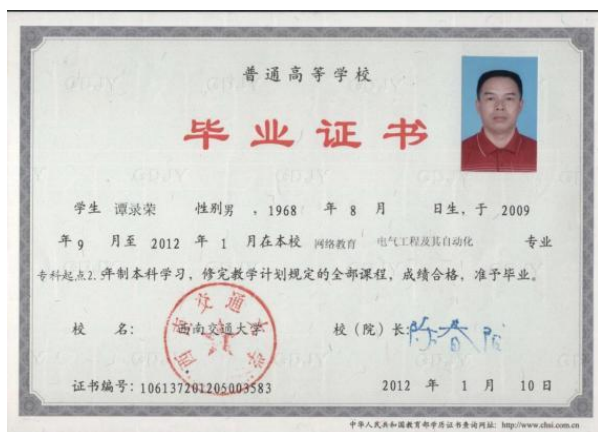 普通高等学校
毕业证书
学生 谭录荣 性别男 ，1968 年 8 月 日生，于 2009
年9 月至 2012 年 1 月在本校 网络教育 电气工程及其自动化 专业
专科起点2. 年制本科学习，修完教学计划规定的全部课程，成绩合格，准予毕业。
校 名： 西南交通大学 校（院）长：
西南交通大学
证书编号：106137201205003583 2012 年 1 月 10日
中华人民共和国教育部学历证书查询网址：http://www.chsi.com.cn